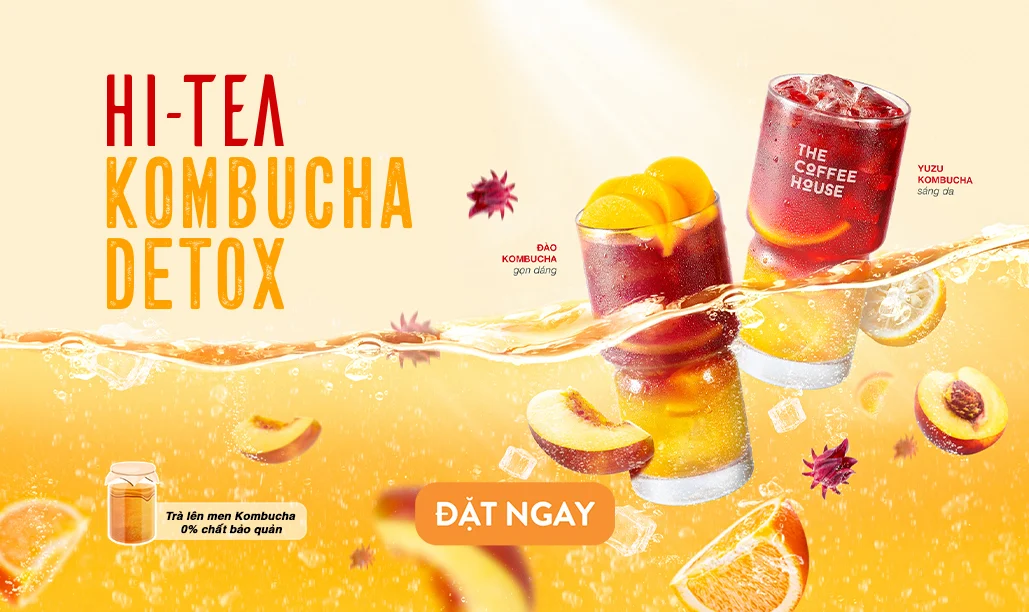 HI-TEA
KOMBUCHA
DETOX
ĐÀO
KOMBUCHA
gọn dáng
THE
COFFEE
HOUSE
YUZU
KOMBUCHA
sáng da
Trà lên men Kombucha
0% chất bảo quản
ĐẶT NGAY